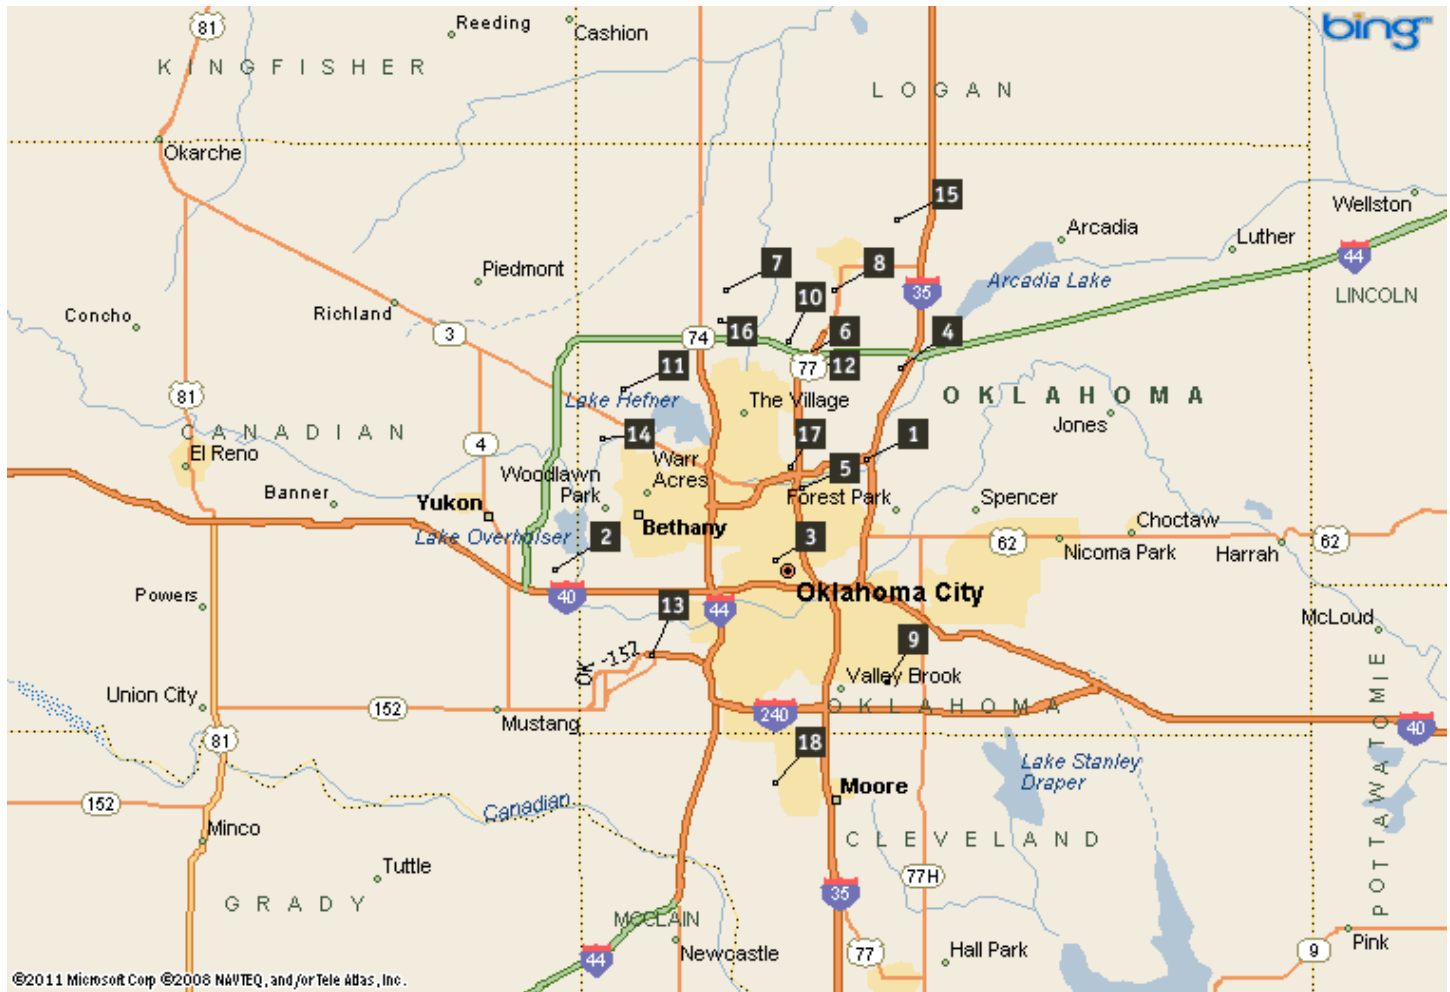 81
Reeding
Cashion
bing
KINGFISHER
LOGAN
Okarche
15
Wellston
Arcadia
Luther
7
8
44
Piedmont
35
Arcadia Lake
LINCOLN
10
Richland
Concho
3
74
16
6
4
11
77
12
81
Lake Hefner
The Village
OKLAHOMA
Jones
CANADIAN
4
14
17
1
El Reno
Woodlawn
Park
Warr
Acres
5
Banner
Yukon
Forest Park
Spencer
Bethany
Choctaw
Lake Overholser
2
3
62
Nicoma Park
Harrah
62
Powers
40
13
44
Oklahoma City
McLoud
OK-152
9
Valley Brook
Union City
152
Mustang
240
OKLAHOMA
40
POTTAWATOMIE
81
18
Lake Stanley
Draper
152
Canadian
Moore
Minco
CLEVELAND
Tuttle
77H
35
GRADY
MCCLAIN
Newcastle
44
77
Hall Park
9
Pink
©2011 Microsoft Corp ©2008 NAVTEQ, and/or Tele Atlas, Inc.